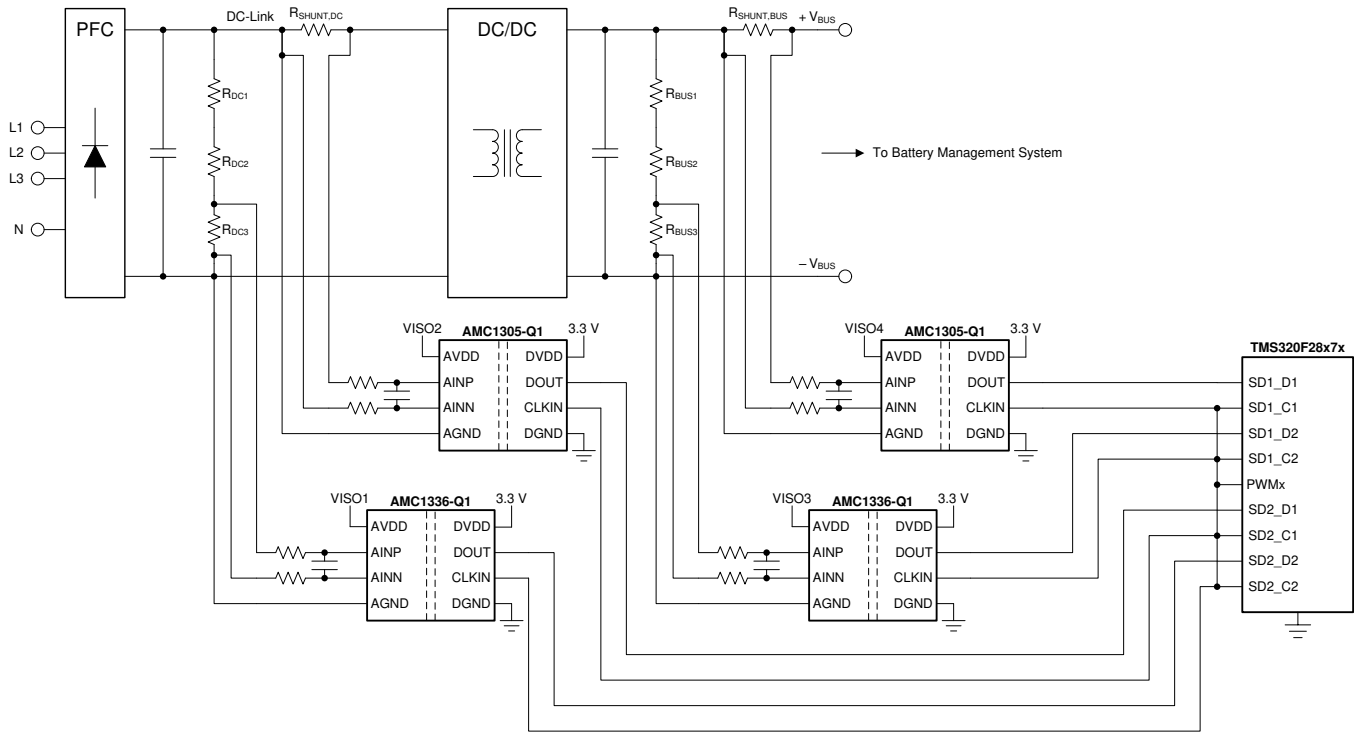 PFC
DC-Link
RSHUNT,DC
DC/DC
RSHUNT,BUS
+ VBUS
RDC1
RBUS1
L1
L2
L3
N
RDC2
RBUS2
To Battery Management System
RDC3
RBUS3
– VBUS
VISO2
AMC1305-Q1
3.3 V
AVDD
DVDD
AINP
DOUT
AINN
CLKIN
AGND
DGND
VISO4
AMC1305-Q1
3.3 V
AVDD
DVDD
AINP
DOUT
AINN
CLKIN
AGND
DGND
TMS320F28x7x
SD1_D1
SD1_C1
SD1_D2
SD1_C2
PWMx
SD2_D1
SD2_C1
SD2_D2
SD2_C2
VISO1
AMC1336-Q1
3.3 V
AVDD
DVDD
AINP
DOUT
AINN
CLKIN
AGND
DGND
VISO3
AMC1336-Q1
3.3 V
AVDD
DVDD
AINP
DOUT
AINN
CLKIN
AGND
DGND